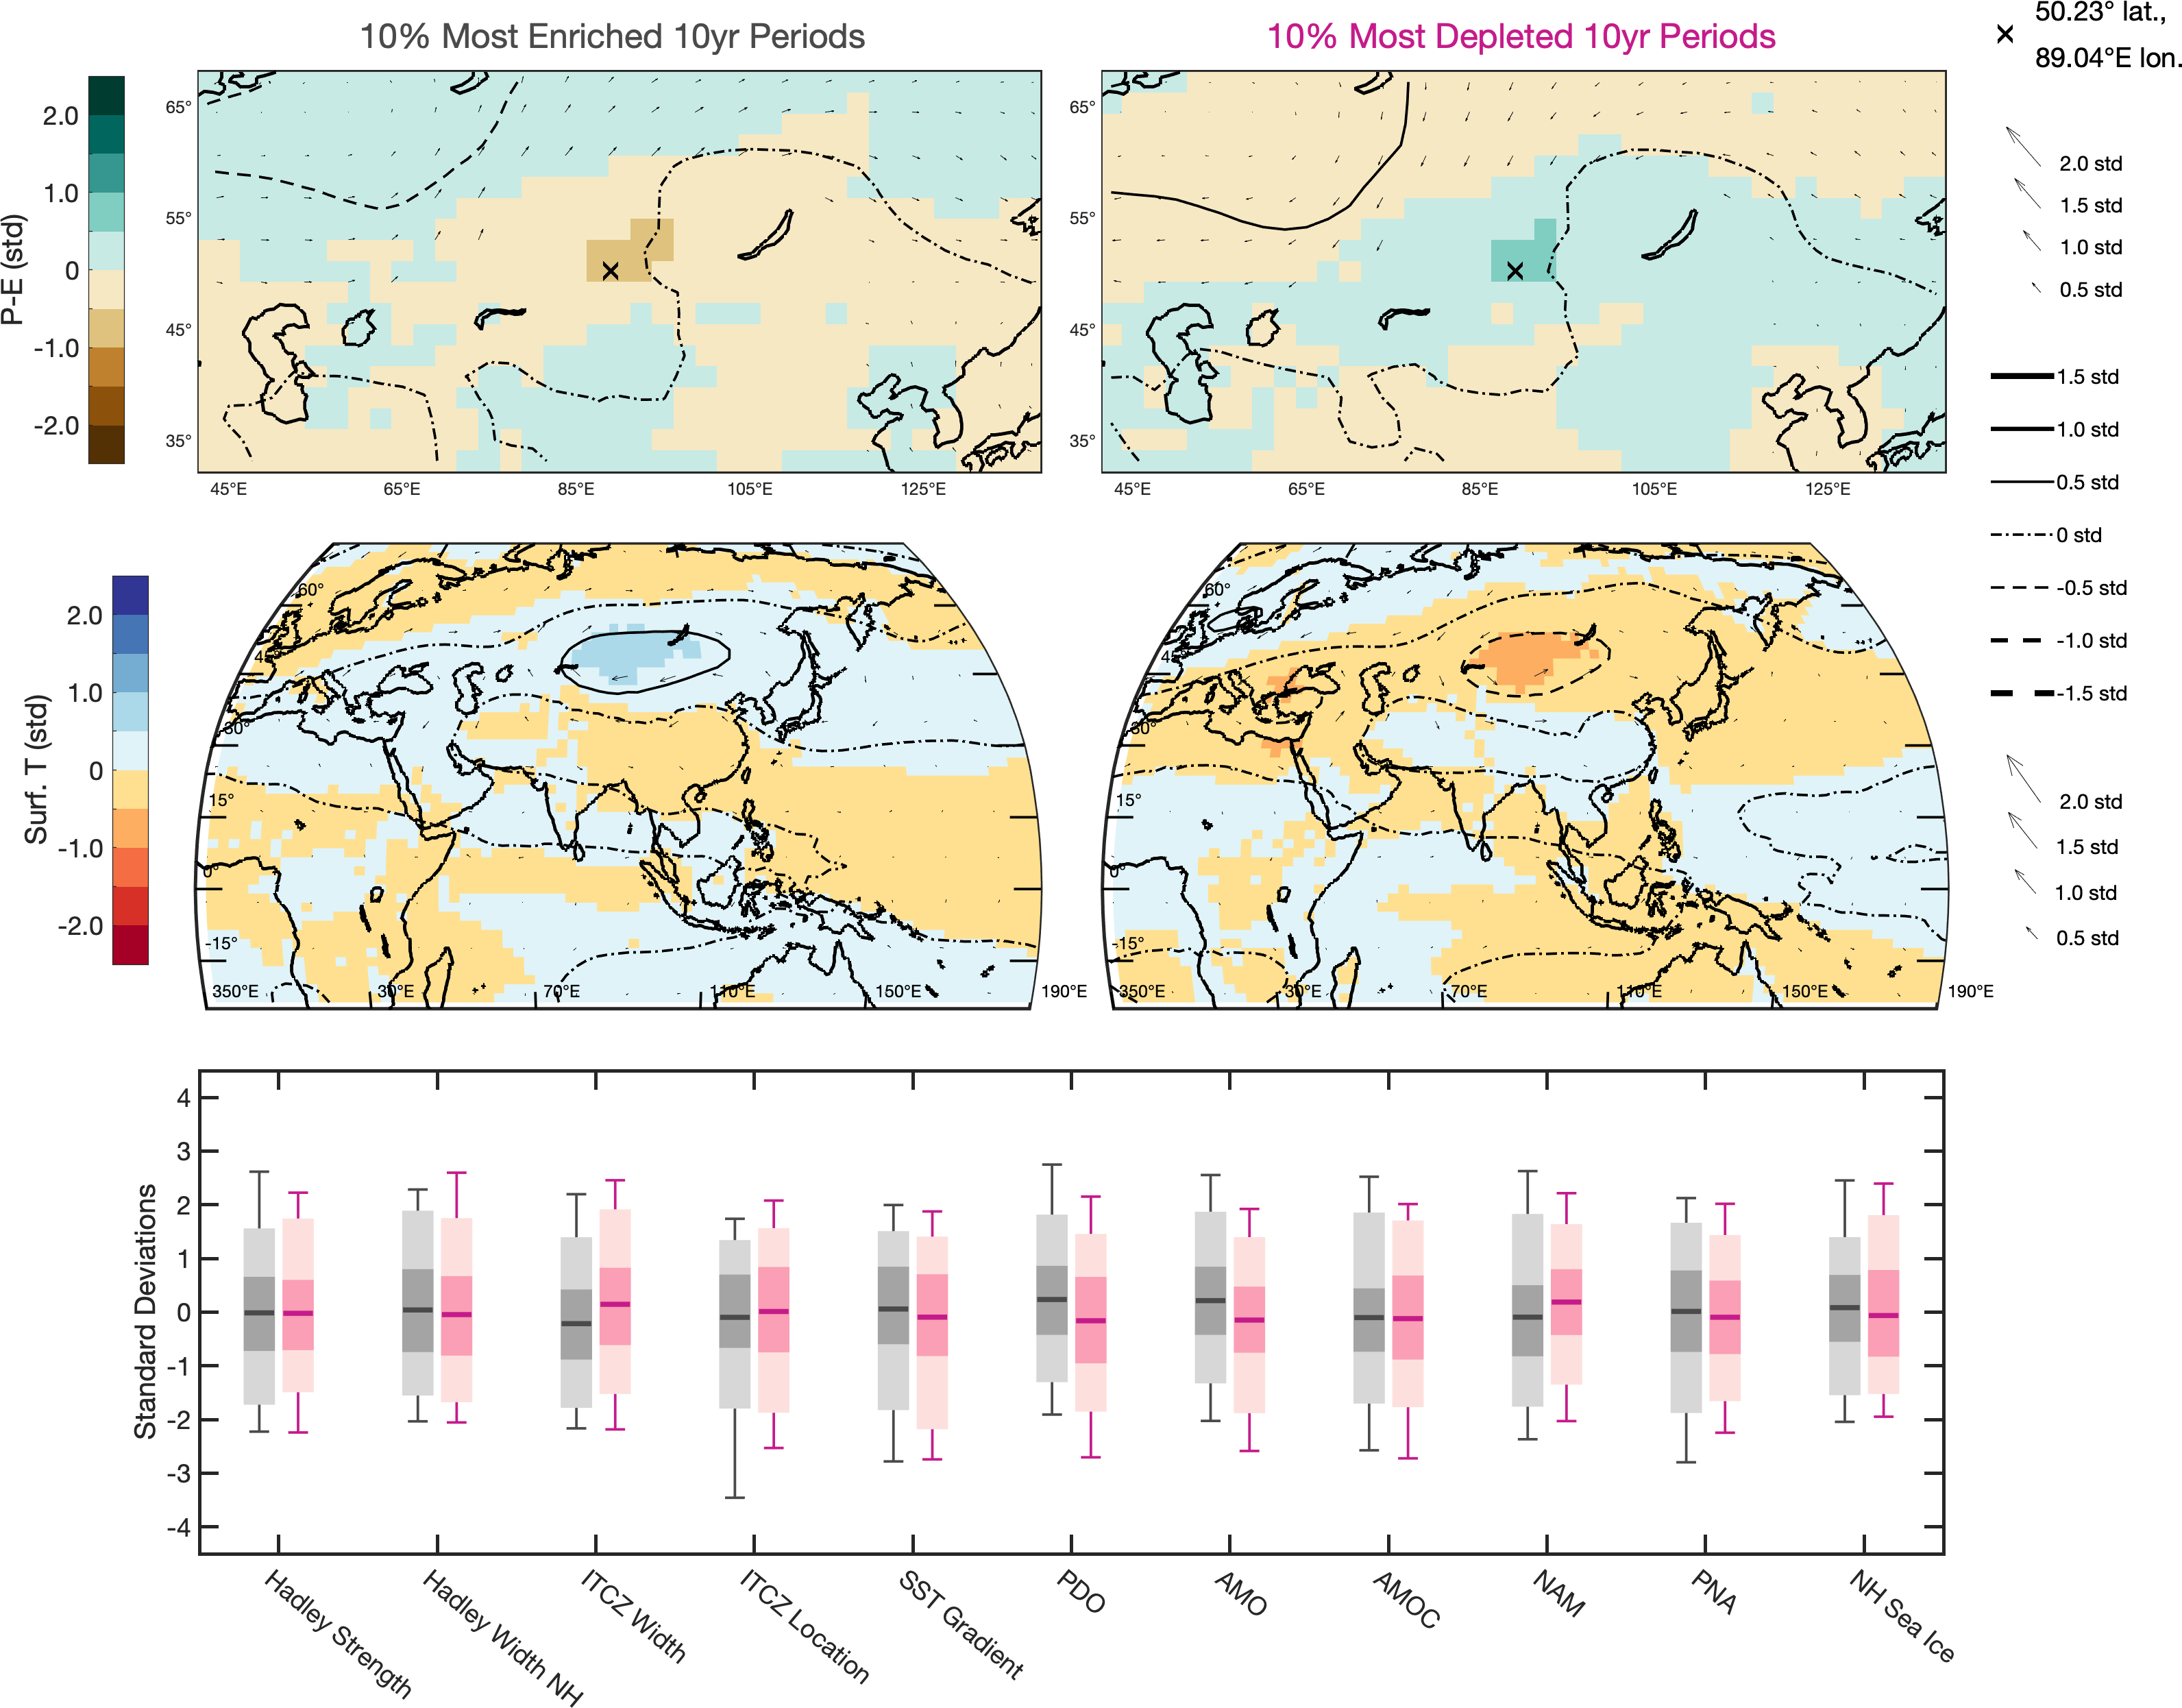 10% Most Enriched 10yr Periods
10% Most Depleted 10yr Periods
50.23° lat.,
89.04°E lon.
P-E (std)
2.0
1.0
0
-1.0
-2.0
65°
55°
45°
35°
45°E
65°E
85°E
105°E
125°E
65°
55°
45°
35°
45°E
65°E
85°E
105°E
125°E
2.0 std
1.5 std
1.0 std
0.5 std
1.5 std
1.0 std
0.5 std
0 std
-0.5 std
-1.0 std
-1.5 std
Surf. T (std)
2.0
1.0
0
-1.0
-2.0
60°
45°
30°
15°
0°
-15°
350°E
30°E
70°E
110°E
150°E
190°E
60°
45°
30°
15°
0°
-15°
350°E
30°E
70°E
110°E
150°E
190°E
2.0 std
1.5 std
1.0 std
0.5 std
Standard Deviations
4
3
2
1
0
-1
-2
-3
-4
Hadley Strength
Hadley Width NH
ITCZ Width
ITCZ Location
SST Gradient
PDO
AMO
AMOC
NAM
PNA
NH Sea Ice